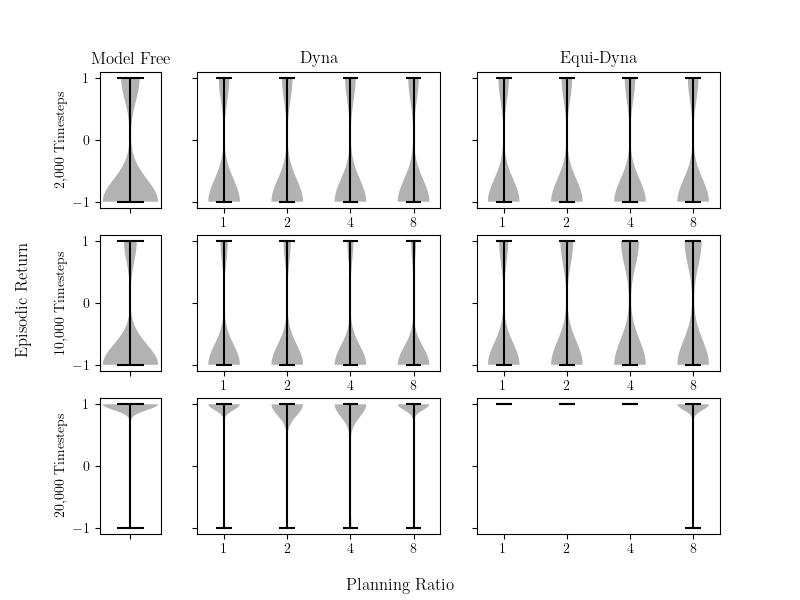 Model Free Dyna Equi-Dyna
2,000 Timesteps
1
0
−1
1 2 4 8 1 2 4 8
Episodic Return
10,000 Timesteps
1
0
−1
1 2 4 8 1 2 4 8
20,000 Timesteps
1
0
−1
1 2 4 8 1 2 4 8
Planning Ratio